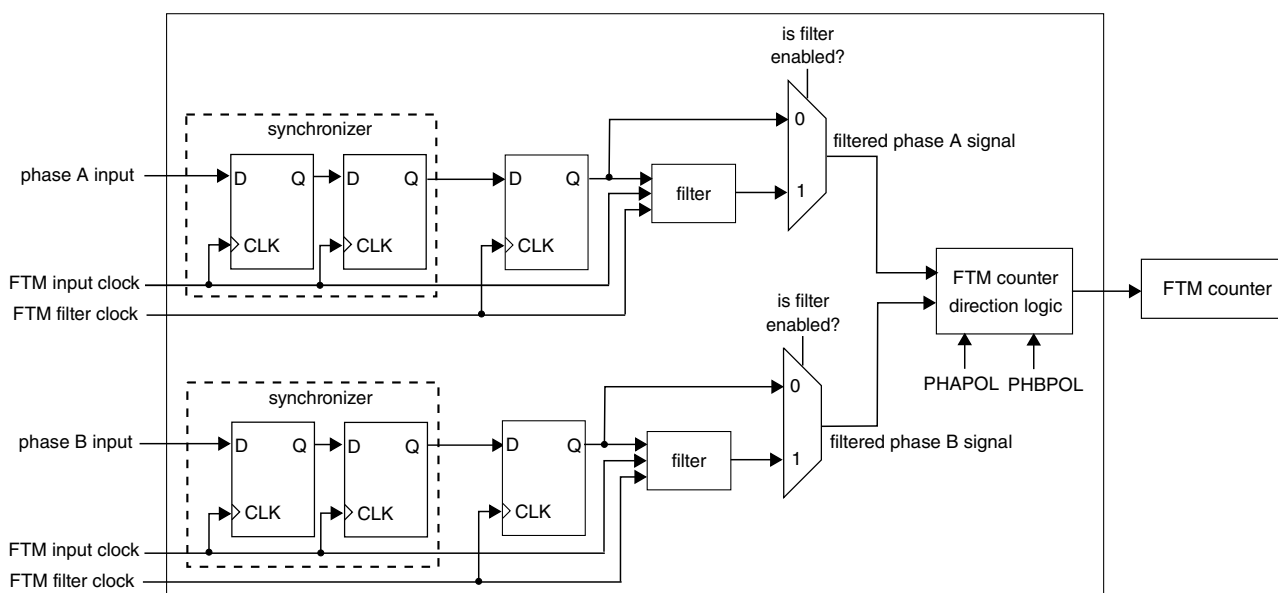 is filter
enabled?
synchronizer
0
filtered phase A signal
phase A input
D Q D Q D Q
filter
1
CLK CLK CLK
FTM input clock
FTM counter
direction logic
FTM counter
FTM filter clock
is filter
enabled?
PHAPOL PHBPOL
synchronizer
0
phase B input
D Q D Q D Q
filtered phase B signal
filter
1
CLK CLK CLK
FTM input clock
FTM filter clock